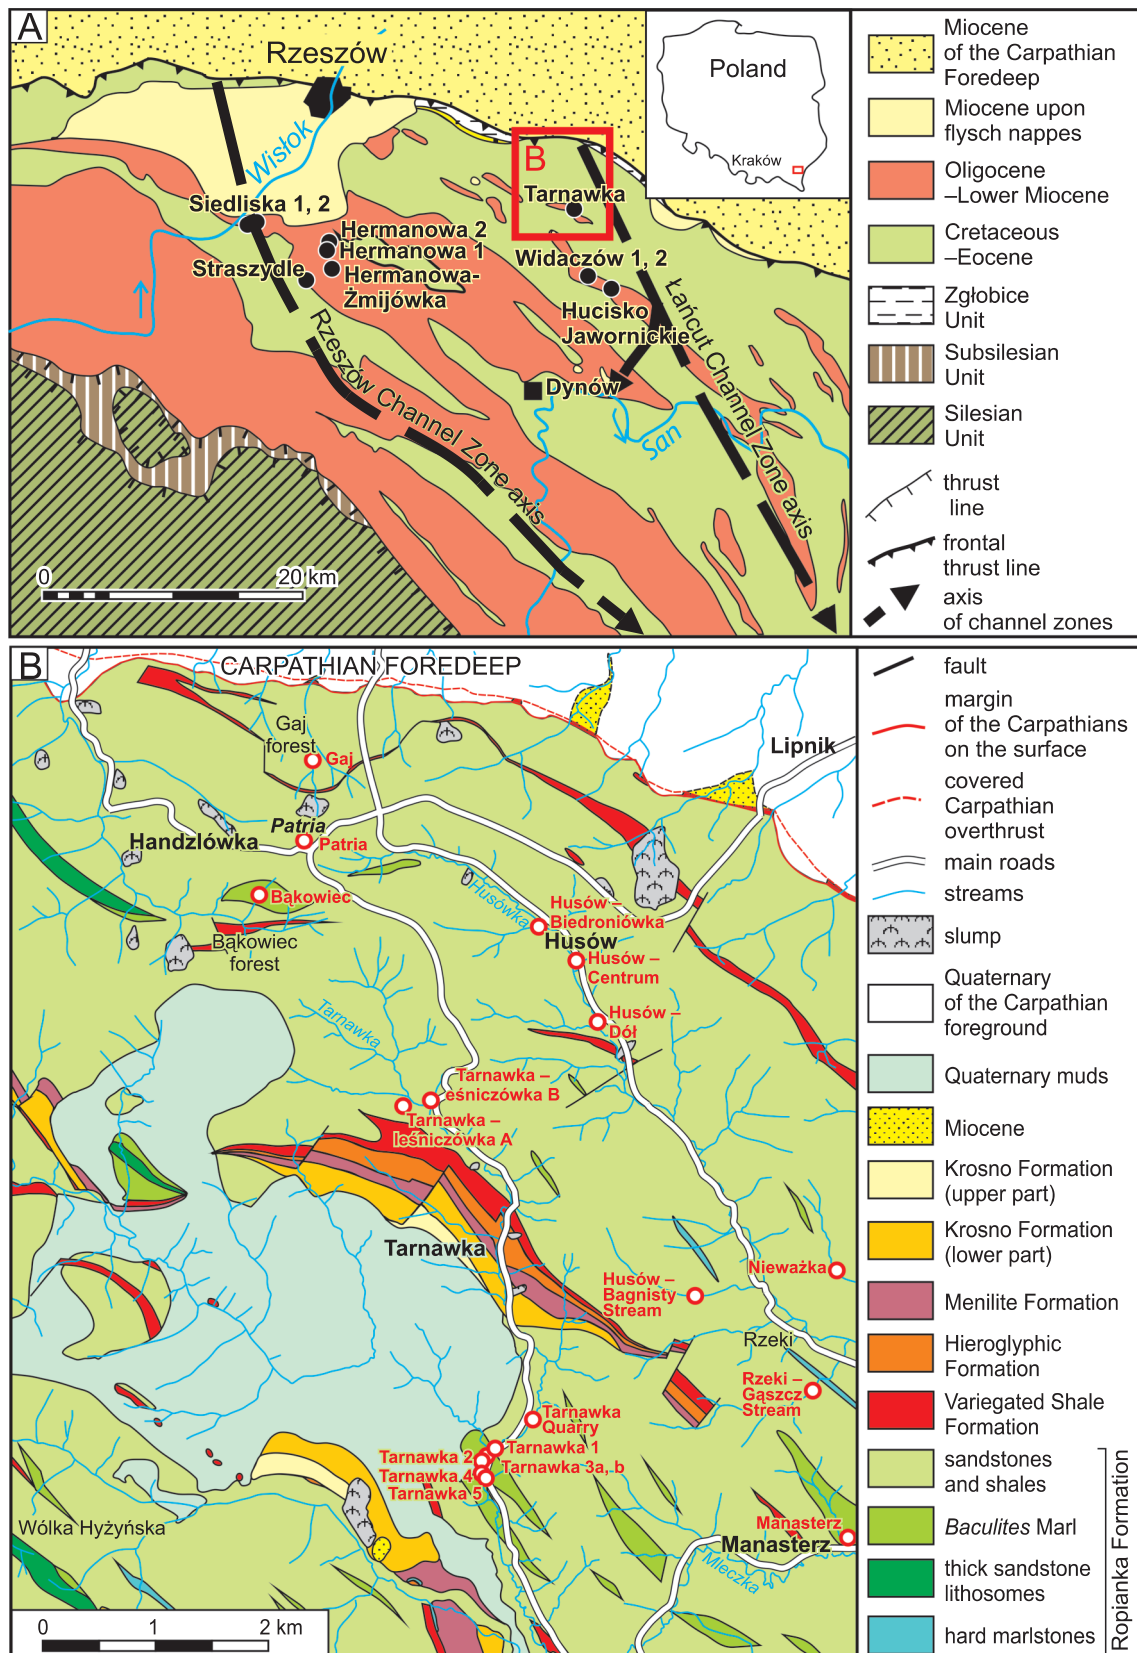 A
Rzeszów
Wisłok
Poland
Kraków
B
Tarnawka
Siedliska 1, 2
Hermanowa 2
Hermanowa 1
Hermanowa-
Żmijówka
Straszydle
Widaczów 1, 2
Hucisko
Jawornickie
Dynów
San
Rzeszów Channel Zone axis
Łańcut Channel Zone axis
0 20 km
Miocene
of the Carpathian
Foredeep
Miocene upon
flysch nappes
Oligocene
–Lower Miocene
Cretaceous
–Eocene
Zgłobice
Unit
Subsilesian
Unit
Silesian
Unit
thrust
line
frontal
thrust line
axis
of channel zones
B
CARPATHIAN FOREDEEP
Gaj
forest
Gaj
Lipnik
Patria
Patria
Handzlówka
Bąkowiec
Bąkowiec
forest
Husówka
Husów –
Biedroniówka
Husów
Husów –
Centrum
Husów –
Dół
Tarnawka
Tarnawka –
eśniczówka B
Tarnawka –
leśniczówka A
Tarnawka
Husów –
Bagnisty
Stream
Nieważka
Rzeki
Rzeki –
Gąszcz
Stream
Tarnawka
Quarry
Tarnawka 1
Tarnawka 2
Tarnawka 3a, b
Tarnawka 4
Tarnawka 5
Wólka Hyżyńska
Manasterz
Manasterz
Mleczka
0 1 2 km
fault
margin
of the Carpathians
on the surface
covered
Carpathian
overthrust
main roads
streams
slump
Quaternary
of the Carpathian
foreground
Quaternary muds
Miocene
Krosno Formation
(upper part)
Krosno Formation
(lower part)
Menilite Formation
Hieroglyphic
Formation
Variegated Shale
Formation
sandstones
and shales
Baculites Marl
thick sandstone
lithosomes
hard marlstones
Ropianka Formation